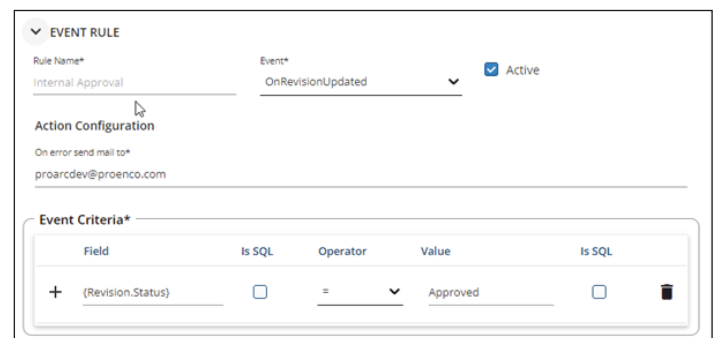 EVENT RULE
Rule Name*
Event*
Internal Approval
OnRevisionUpdated
Active
Action Configuration
On error send mail to*
proarcdev@proenco.com
Event Criteria*
Field Is SQL Operator Value Is SQL
+ {Revision.Status} = Approved